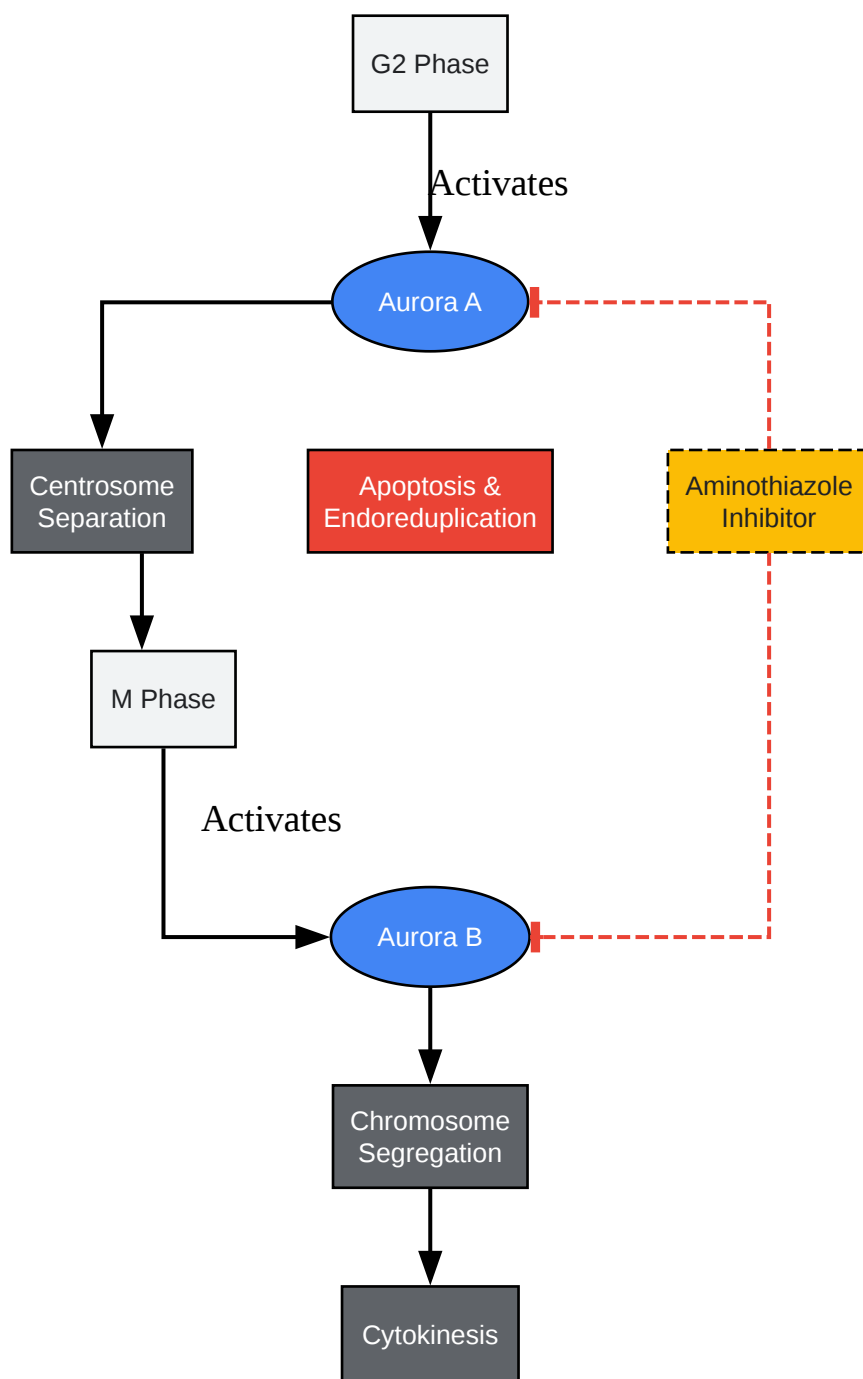 G2 Phase
Activates
Aurora A
Centrosome
Separation
Apoptosis &
Endoreduplication
Aminothiazole
Inhibitor
M Phase
Activates
Aurora B
Chromosome
Segregation
Cytokinesis